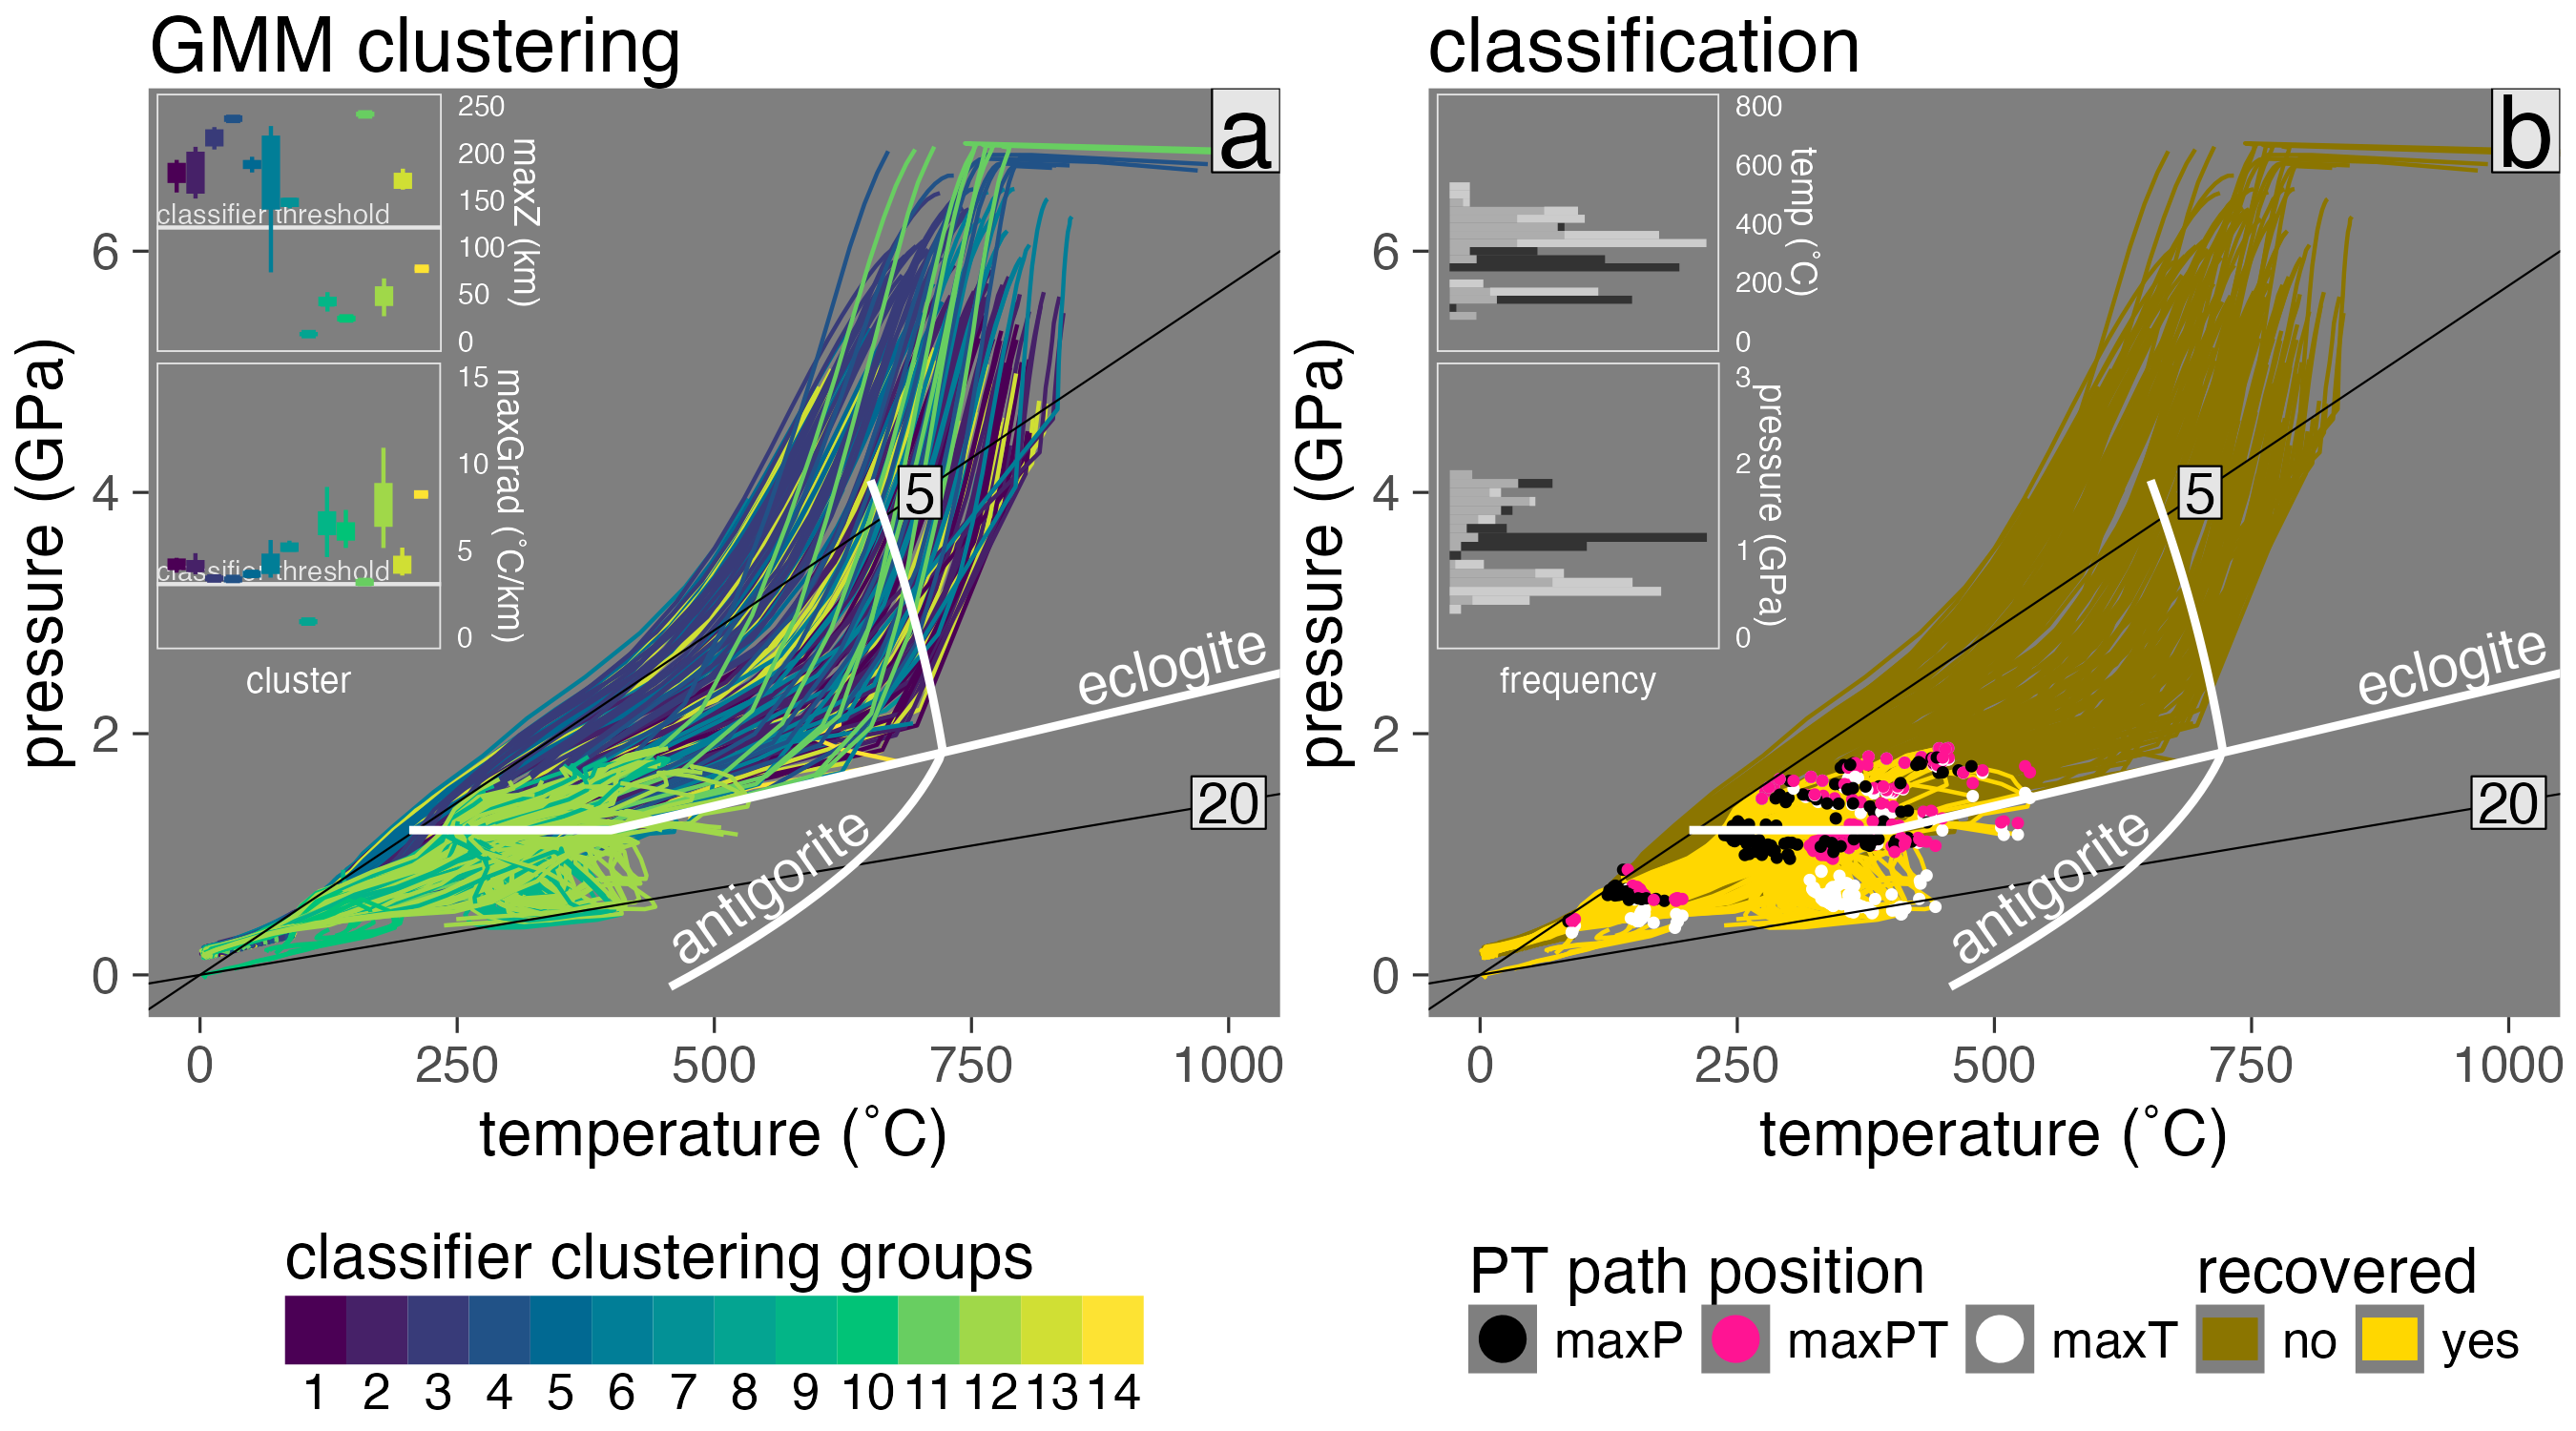 GMM clustering
classification
a
b
250
200
150
100
50
0
maxZ (km)
classifier threshold
15
10
5
0
maxGrad (˚C/km)
classifier threshold
cluster
800
600
400
200
0
temp (˚C)
3
2
1
0
pressure (GPa)
frequency
5
20
eclogite
antigorite
5
20
eclogite
antigorite
pressure (GPa)
6
4
2
0
pressure (GPa)
6
4
2
0
0 250 500 750 1000
0 250 500 750 1000
temperature (˚C)
temperature (˚C)
classifier clustering groups
1 2 3 4 5 6 7 8 9 10 11 12 13 14
PT path position
maxP maxPT maxT
recovered
no yes